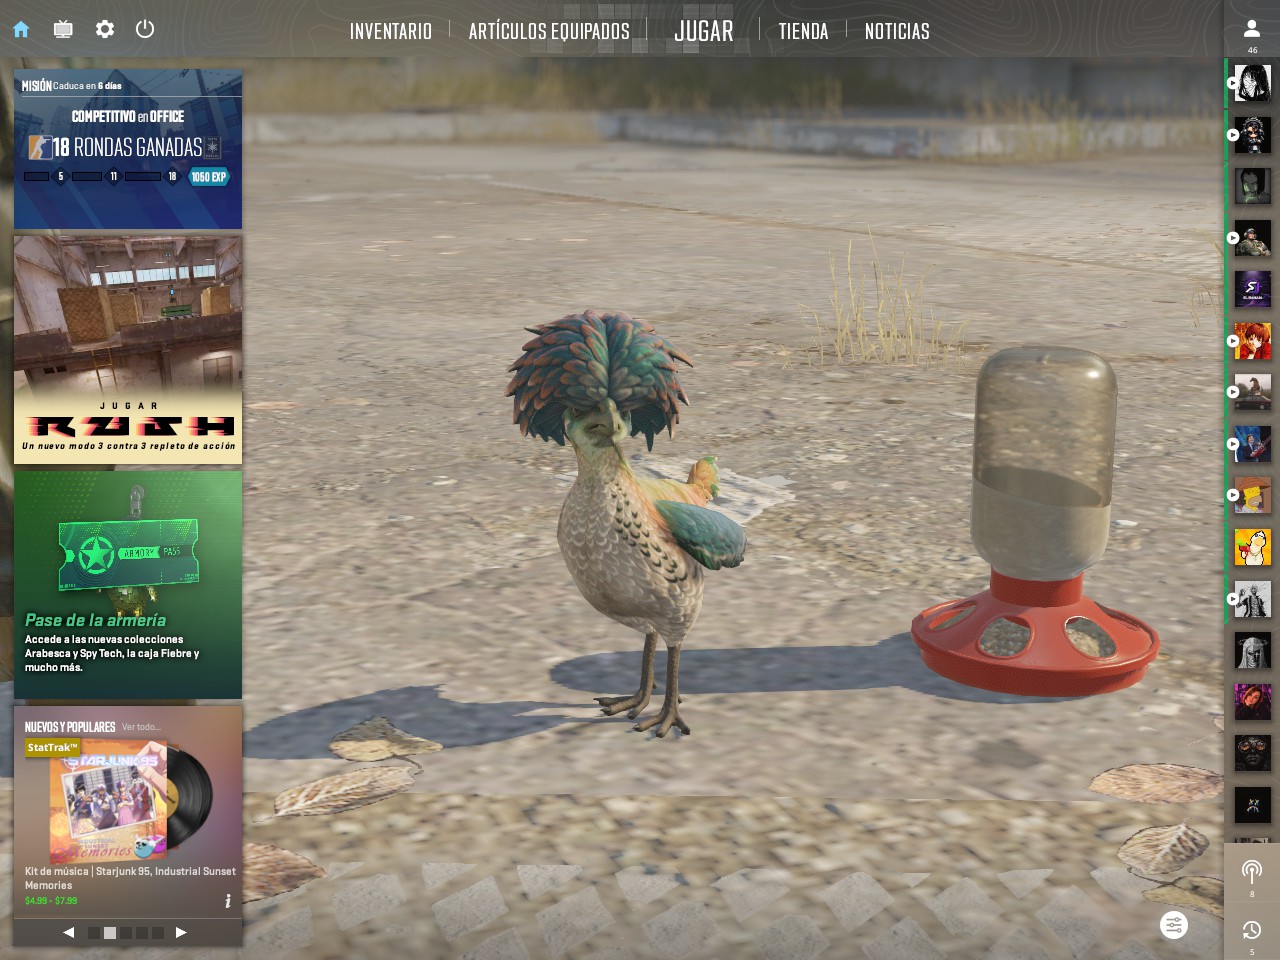 INVENTARIO
ARTÍCULOS EQUIPADOS
JUGAR
TIENDA
NOTICIAS
46
MISIÓN Caduca en 6 días
COMPETITIVO en OFFICE
18 RONDAS GANADAS
5 11 18 1050 EXP
JUGAR
RUSH
Un nuevo modo 3 contra 3 repleto de acción
ARMORY PASS
Pase de la armería
Accede a las nuevas colecciones
Arabesca y Spy Tech, la caja Fiebre y
mucho más.
NUEVOS Y POPULARES Ver todo...
StatTrak™
STARJUNK95
Memories
Kit de música | Starjunk 95, Industrial Sunset
Memories
$4.99 - $7.99
i
8
5